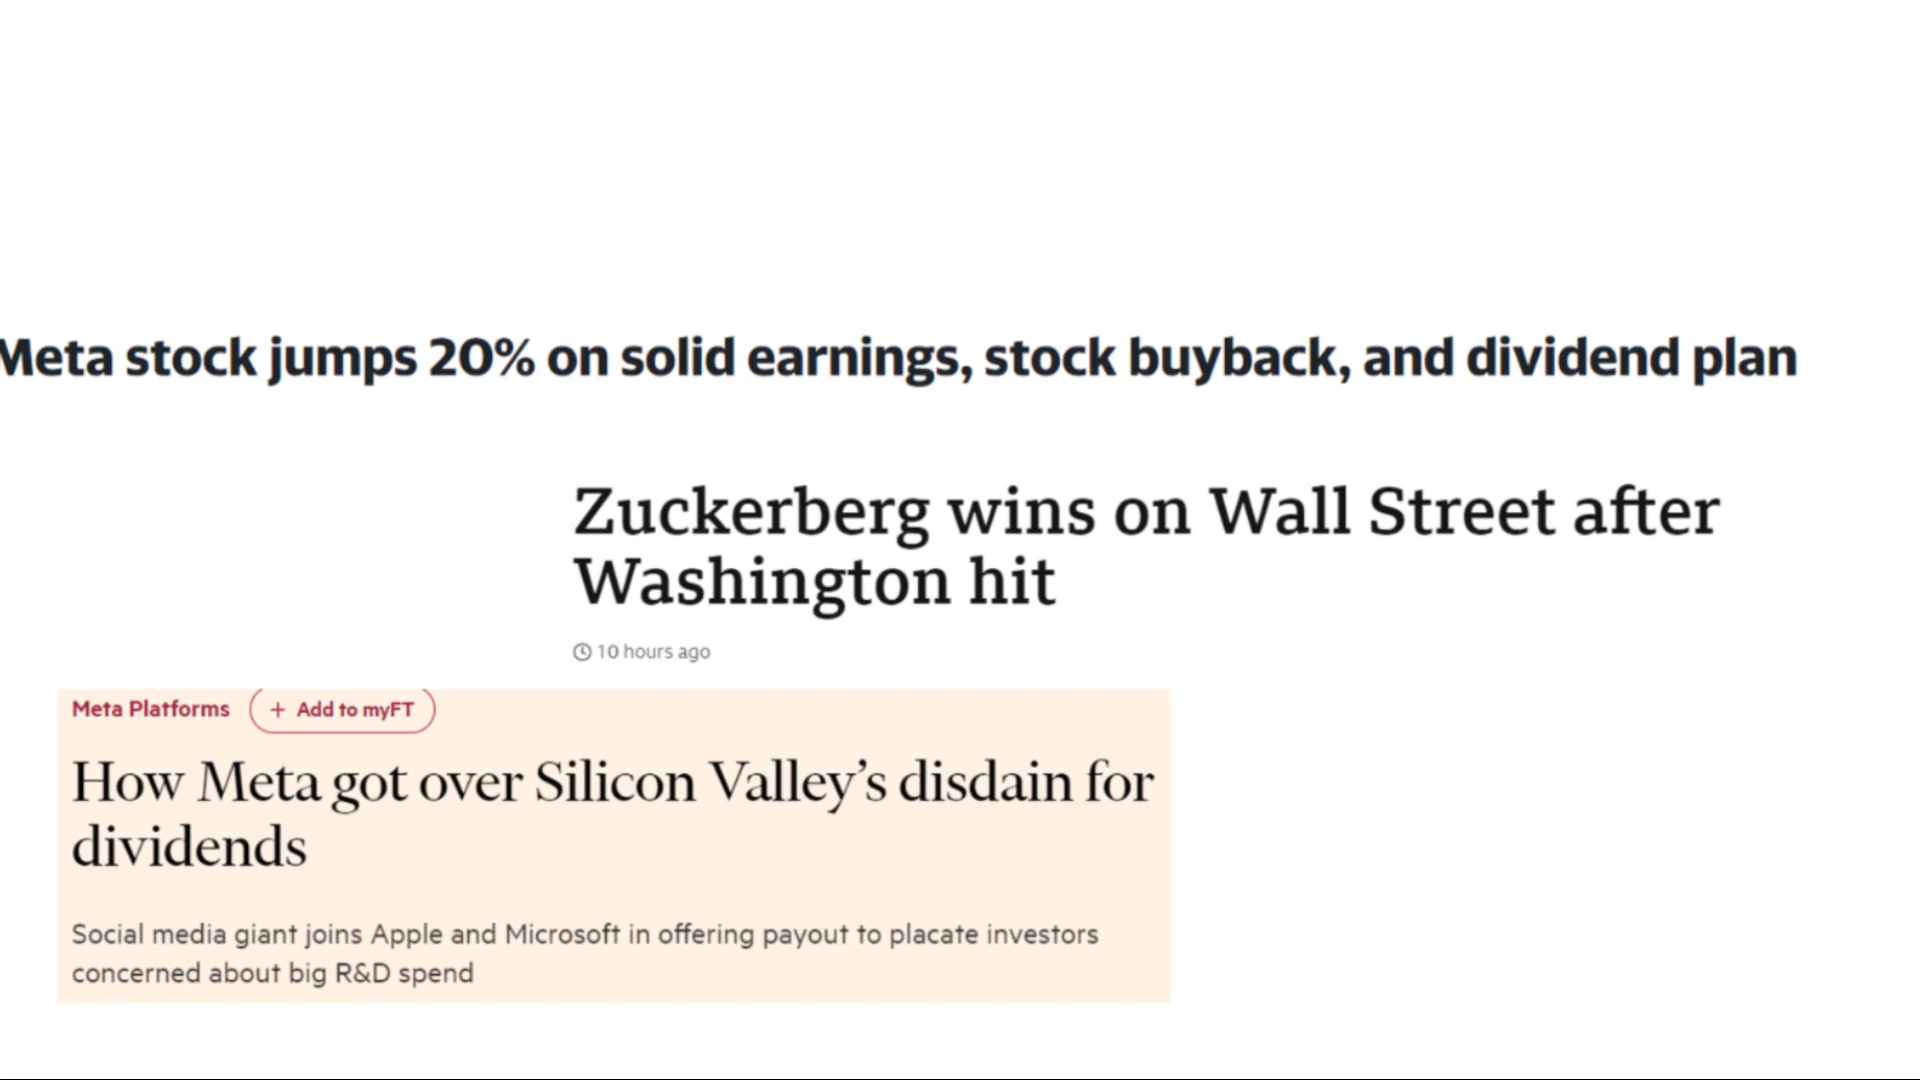 Meta stock jumps 20% on solid earnings, stock buyback, and dividend plan
Zuckerberg wins on Wall Street after
Washington hit
10 hours ago
Meta Platforms + Add to myFT
How Meta got over Silicon Valley’s disdain for
dividends
Social media giant joins Apple and Microsoft in offering payout to placate investors
concerned about big R&D spend